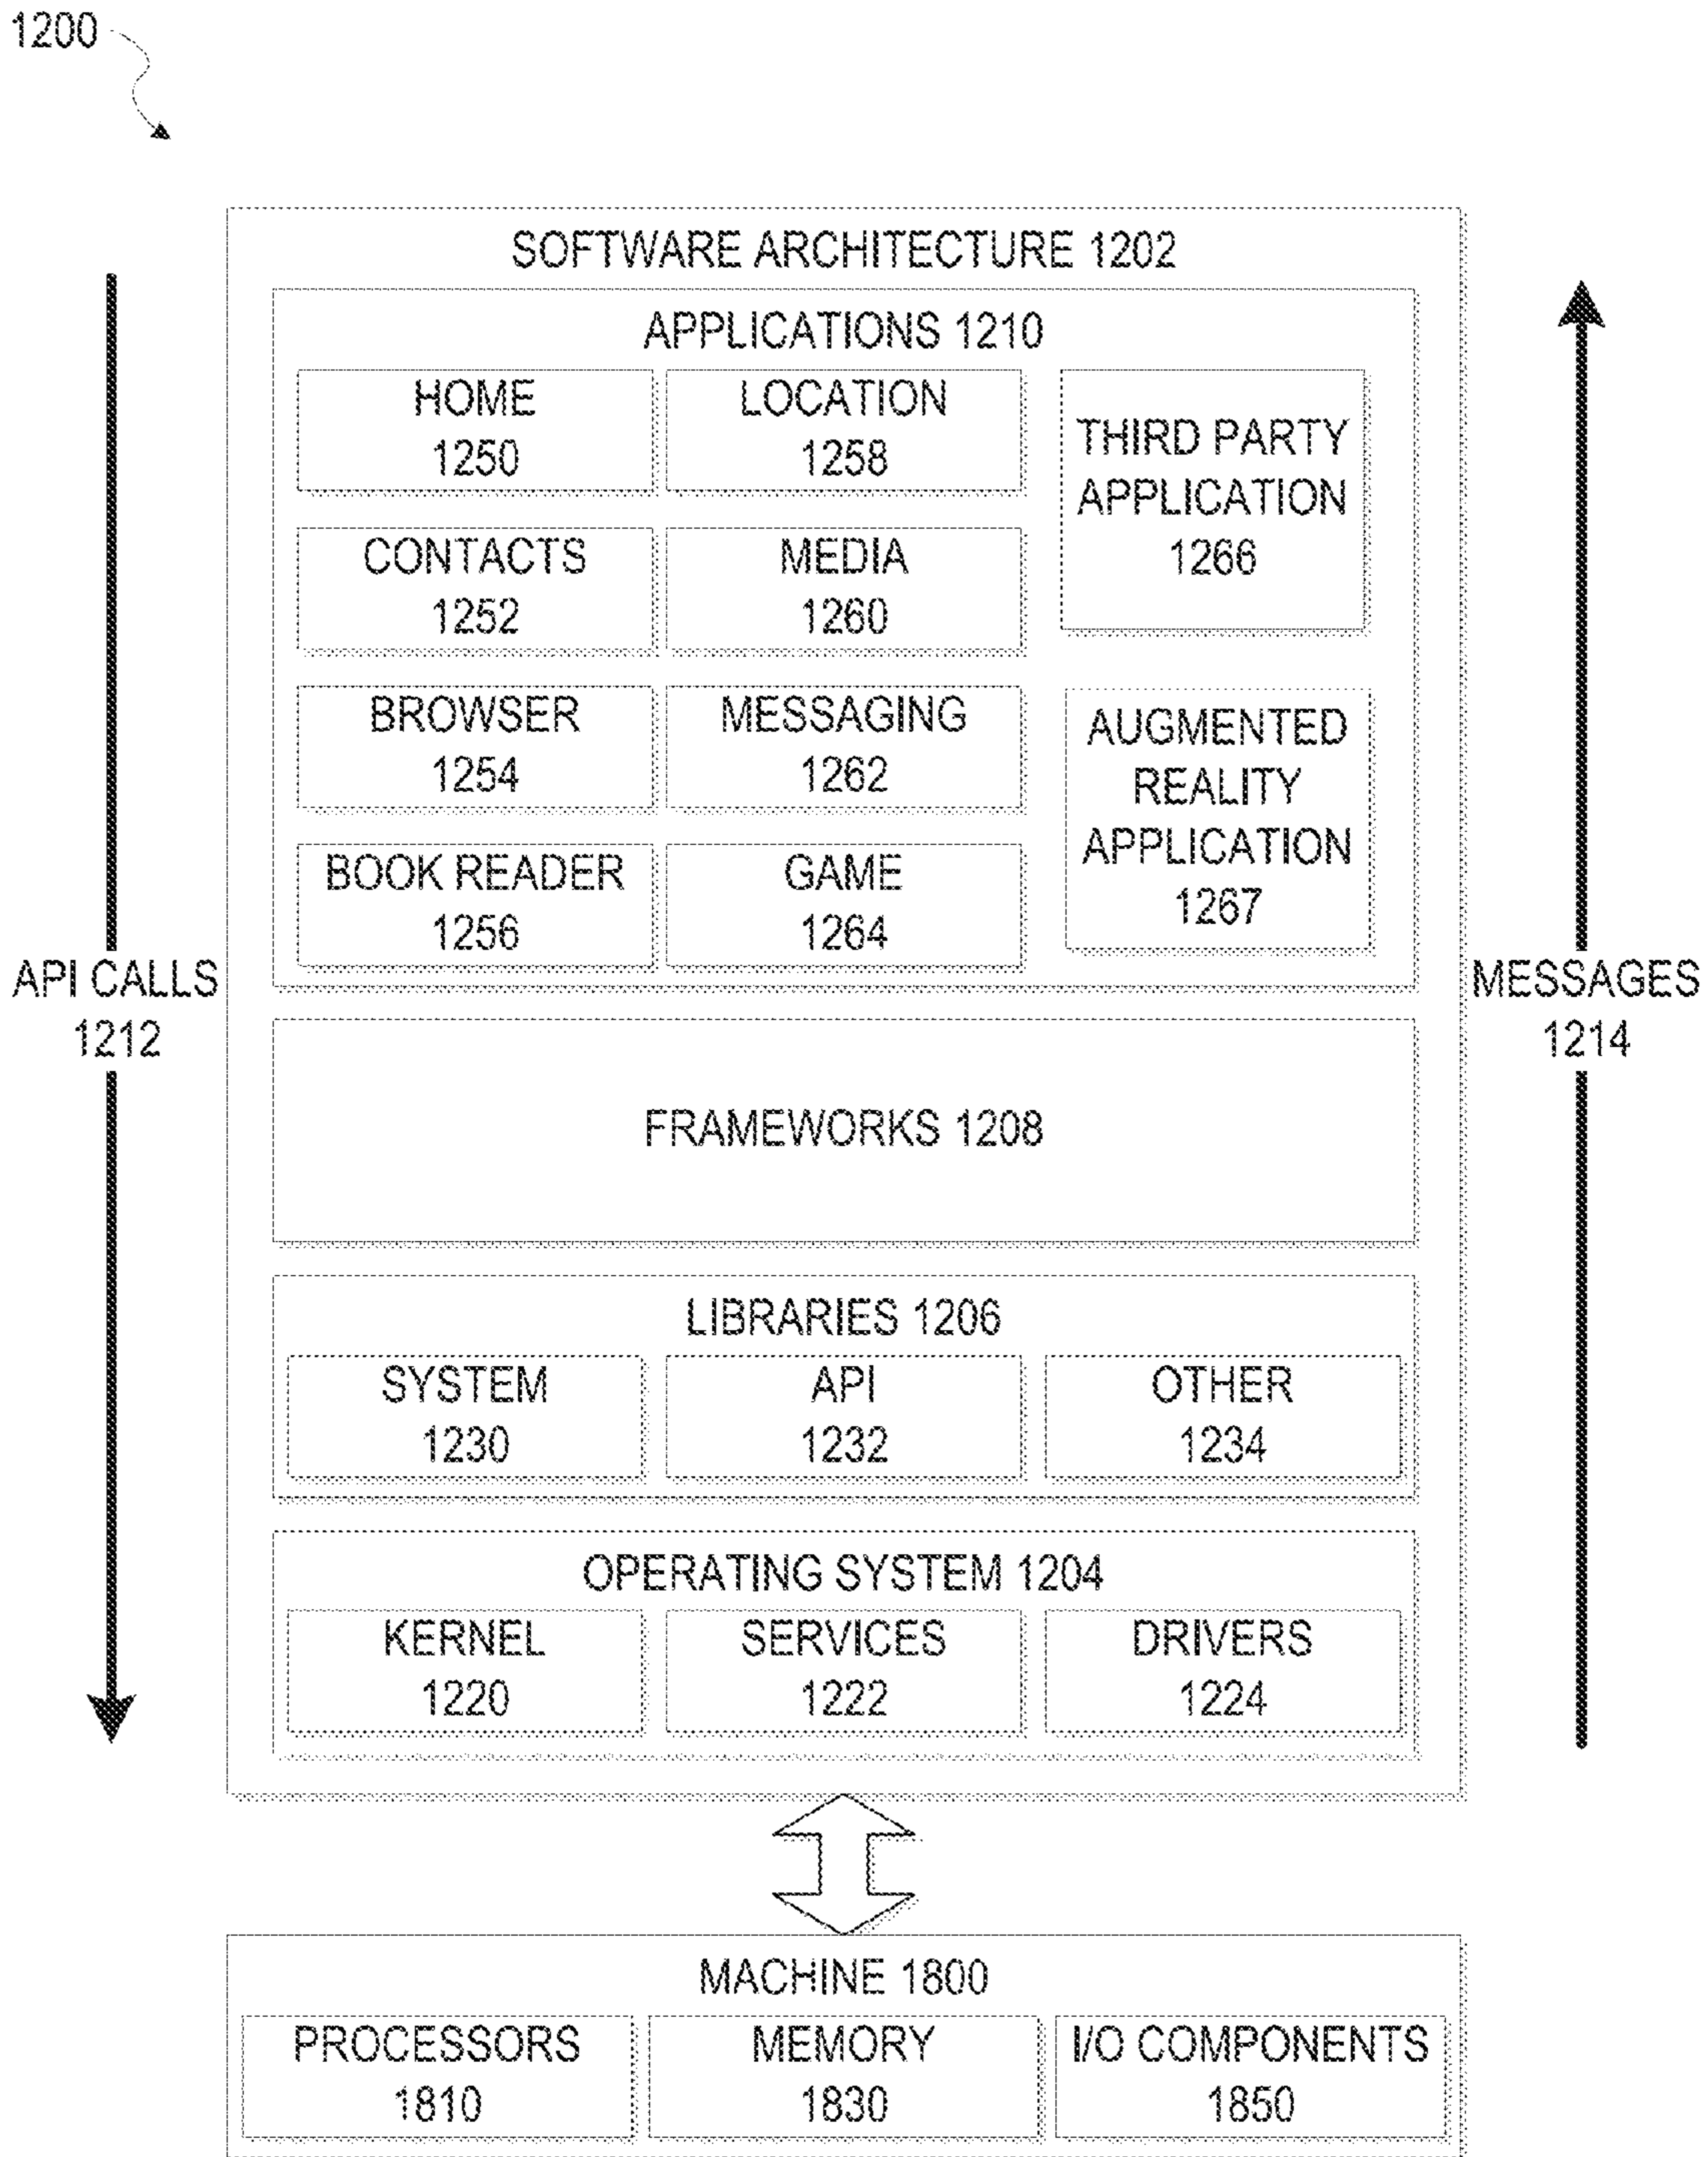 1200
SOFTWARE ARCHITECTURE 1202
APPLICATIONS 1210
HOME
1250
LOCATION
1258
THIRD PARTY
APPLICATION
1266
CONTACTS
1252
MEDIA
1260
BROWSER
1254
MESSAGING
1262
AUGMENTED
REALITY
APPLICATION
1267
BOOK READER
1256
GAME
1264
API CALLS
1212
MESSAGES
1214
FRAMEWORKS 1208
LIBRARIES 1206
SYSTEM
1230
API
1232
OTHER
1234
OPERATING SYSTEM 1204
KERNEL
1220
SERVICES
1222
DRIVERS
1224
MACHINE 1800
PROCESSORS
1810
MEMORY
1830
I/O COMPONENTS
1850